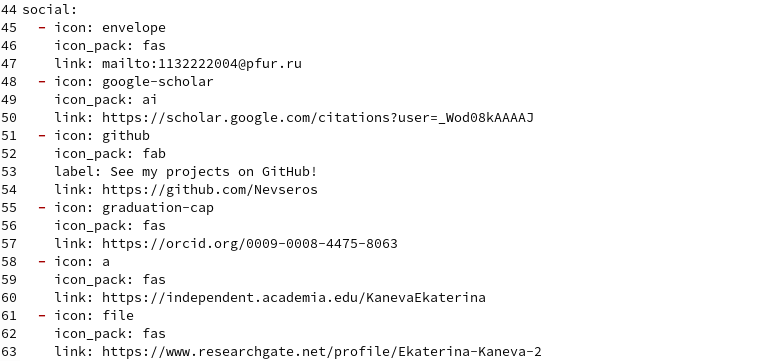 44 social:
45   - icon: envelope
46     icon_pack: fas
47     link: mailto:1132222004@pfur.ru
48   - icon: google-scholar
49     icon_pack: ai
50     link: https://scholar.google.com/citations?user=_Wod08kAAAAJ
51   - icon: github
52     icon_pack: fab
53     label: See my projects on GitHub!
54     link: https://github.com/Nevseros
55   - icon: graduation-cap
56     icon_pack: fas
57     link: https://orcid.org/0009-0008-4475-8063
58   - icon: a
59     icon_pack: fas
60     link: https://independent.academia.edu/KanevaEkaterina
61   - icon: file
62     icon_pack: fas
63     link: https://www.researchgate.net/profile/Ekaterina-Kaneva-2